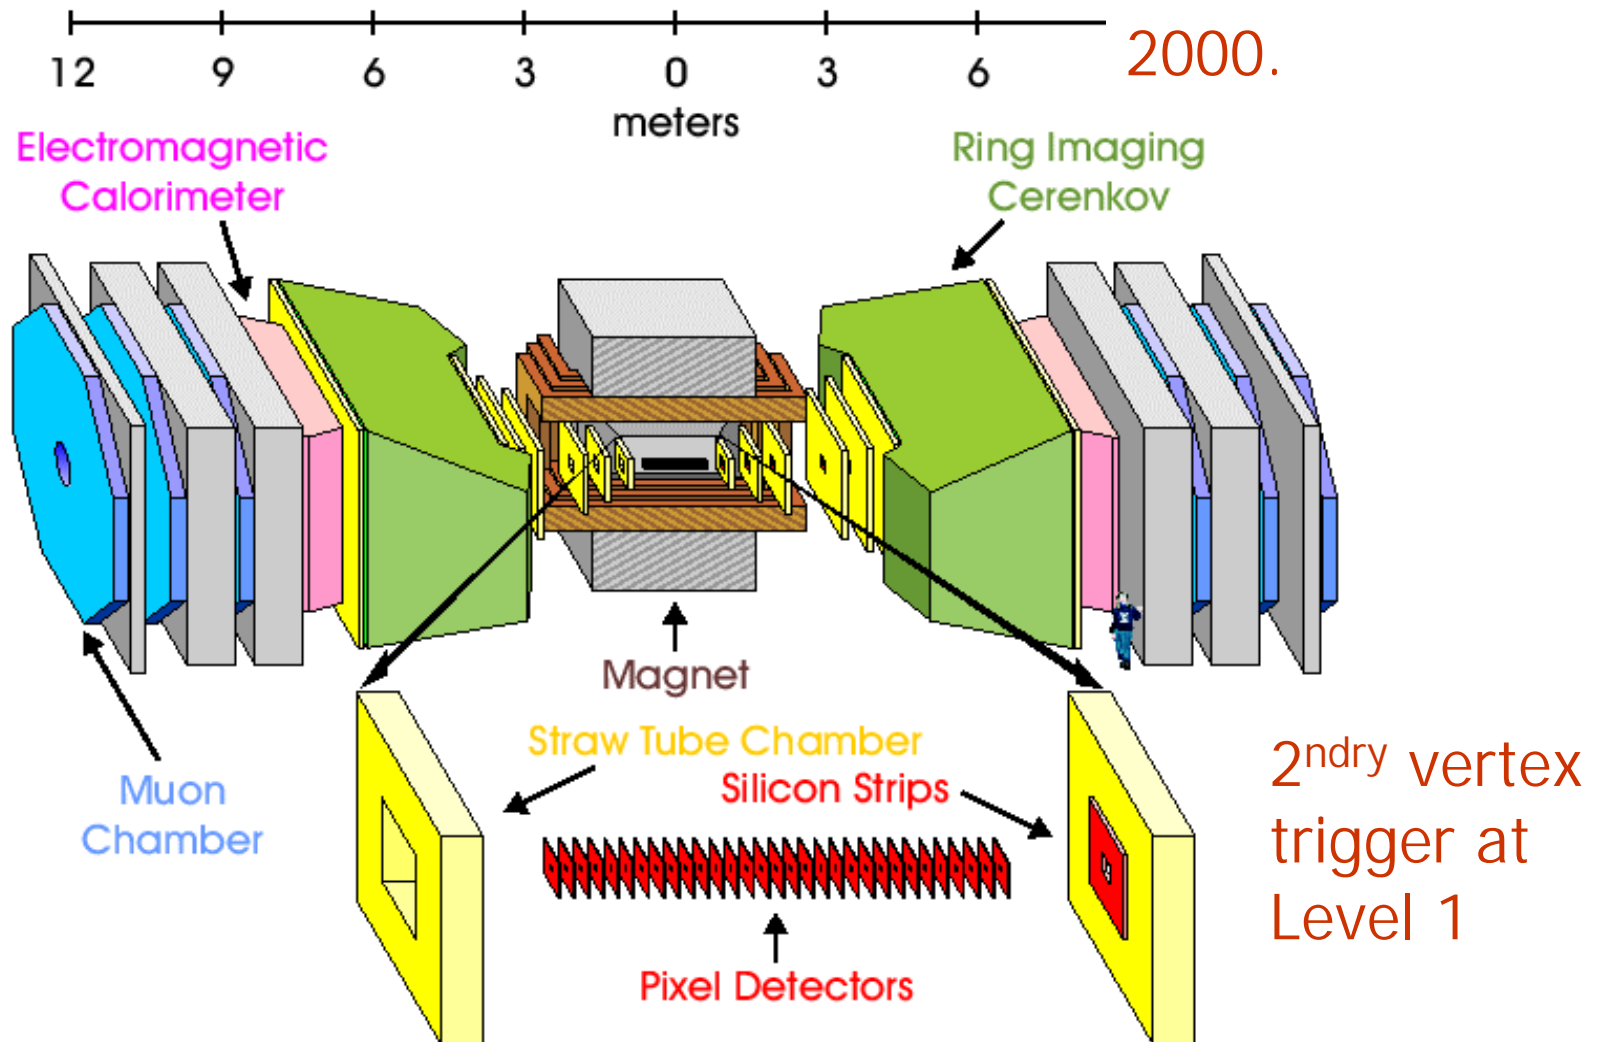 2000.
12 9 6 3 0 3 6
meters
Electromagnetic
Calorimeter
Ring Imaging
Cerenkov
Magnet
Straw Tube Chamber
Silicon Strips
Muon
Chamber
Pixel Detectors
2ndry vertex
trigger at
Level 1